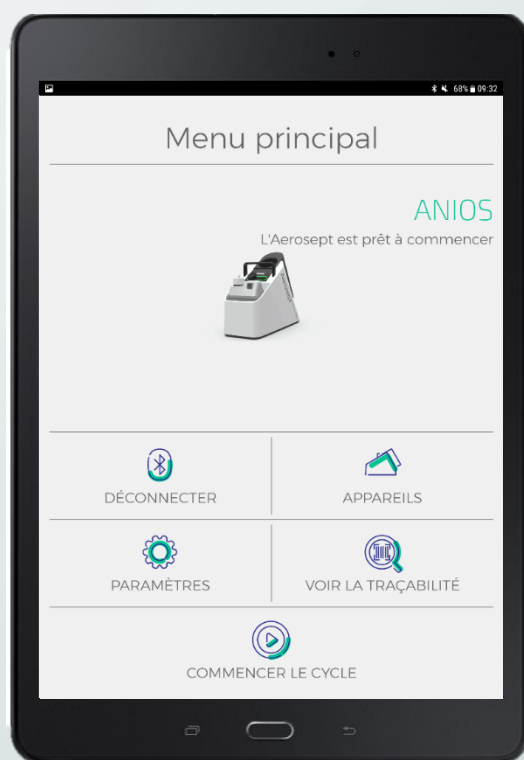 68% 09:32
Menu principal
ANIOS
L'Aerosept est prêt à commencer
DÉCONNECTER
APPAREILS
PARAMÈTRES
VOIR LA TRAÇABILITÉ
COMMENCER LE CYCLE